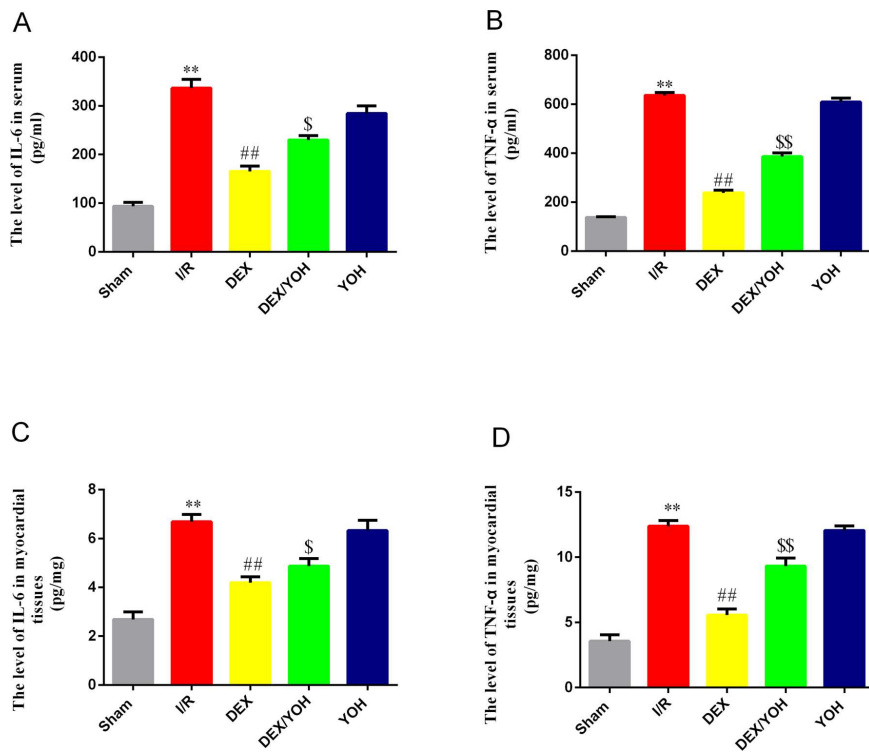 A
The level of IL-6 in serum
(pg/ml)
400
300
200
100
0
**
##
$
Sham
I/R
DEX
DEX/YOH
YOH
B
The level of TNF-α in serum
(pg/ml)
800
600
400
200
0
**
##
$$
Sham
I/R
DEX
DEX/YOH
YOH
C
The level of IL-6 in myocardial
tissues
(pg/mg)
8
6
4
2
0
**
##
$
Sham
I/R
DEX
DEX/YOH
YOH
D
The level of TNF-α in myocardial
tissues
(pg/mg)
15
10
5
0
**
##
$$
Sham
I/R
DEX
DEX/YOH
YOH